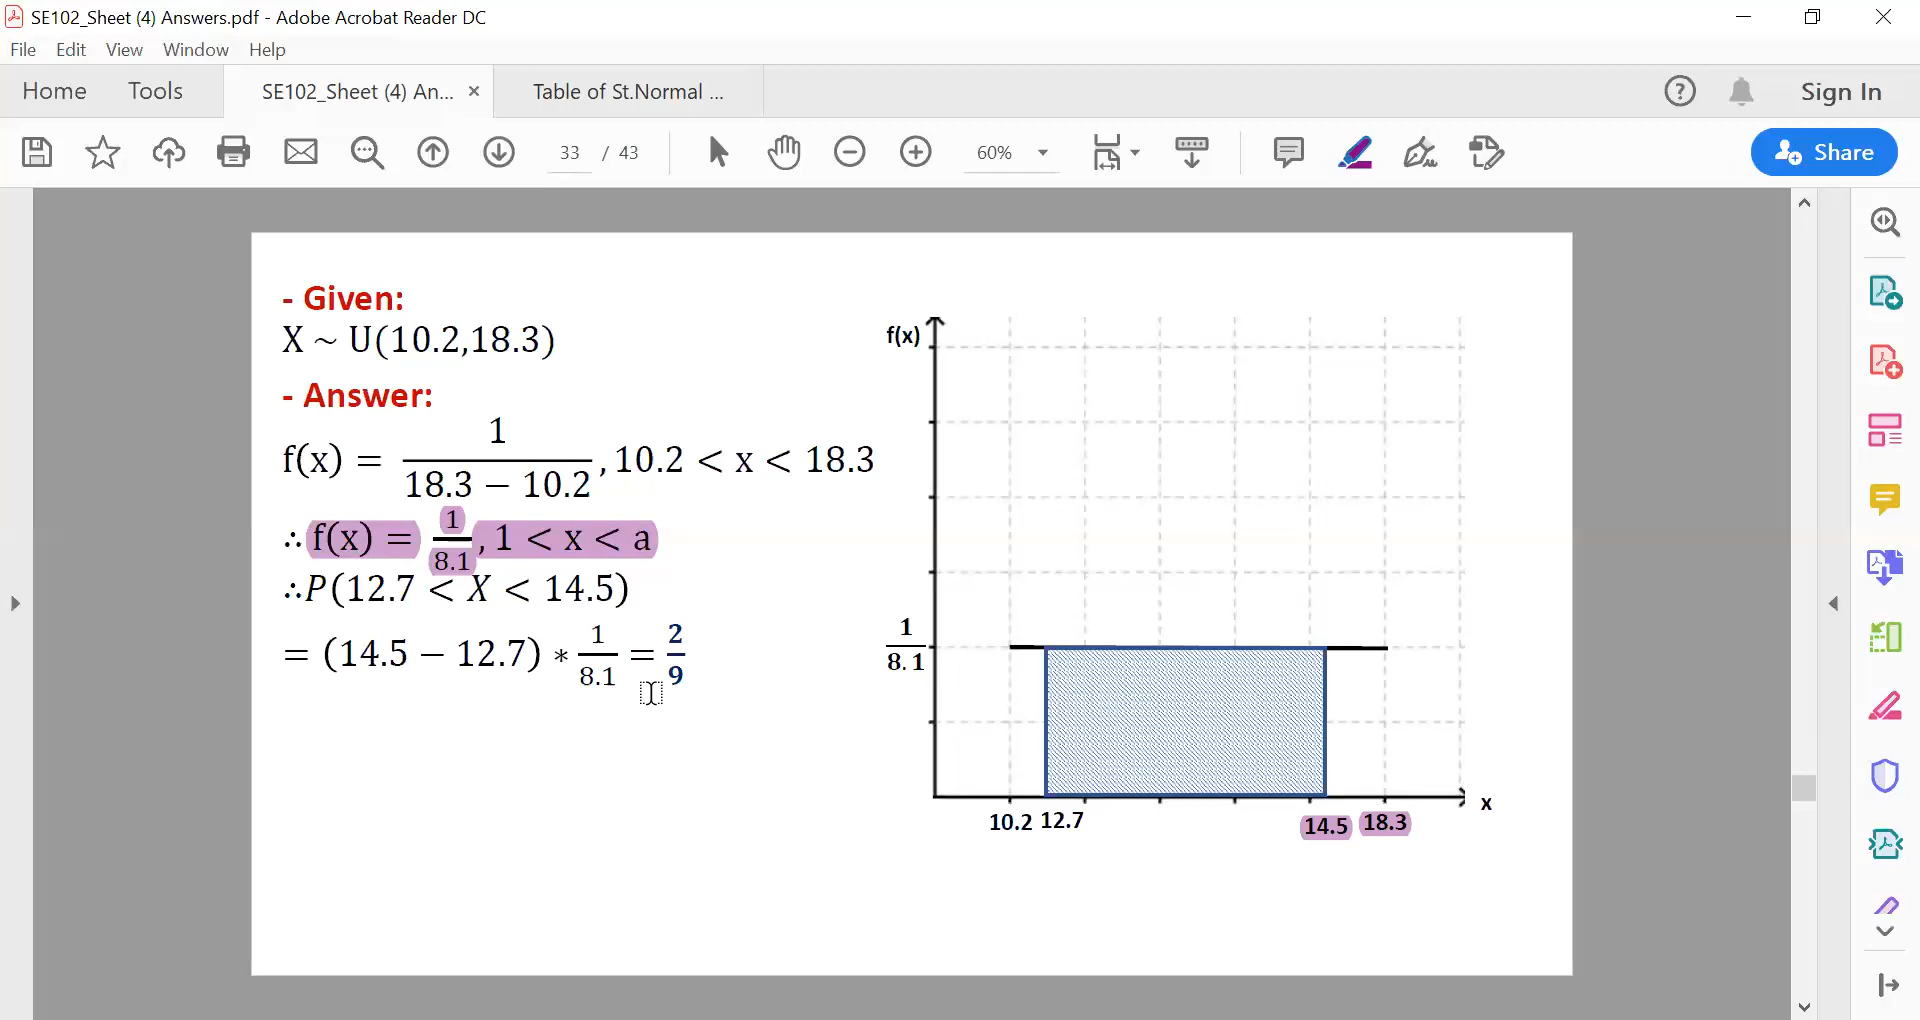 SE102_Sheet (4) Answers.pdf - Adobe Acrobat Reader DC
File Edit View Window Help
Home Tools SE102_Sheet (4) An... × Table of St.Normal ... Sign In
33 / 43 60% Share
- Given:
X ~ U(10.2,18.3)
- Answer:
f(x) = 1/(18.3 − 10.2), 10.2 < x < 18.3
∴ f(x) = 1/8.1, 1 < x < a
∴P(12.7 < X < 14.5)
= (14.5 − 12.7) * 1/8.1 = 2/9
f(x)
1/8.1
x
10.2 12.7 14.5 18.3